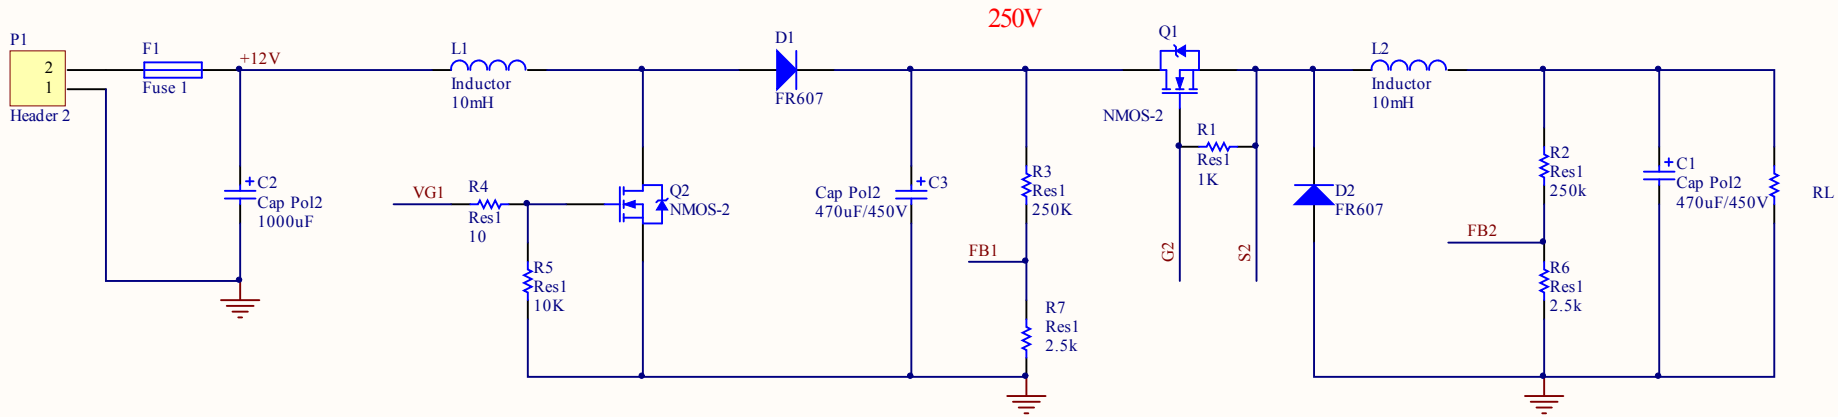 250V
P1
2
1
Header 2
F1
Fuse 1
+12V
C2
Cap Pol2
1000uF
L1
Inductor
10mH
VG1
R4
Res1
10
R5
Res1
10K
Q2
NMOS-2
D1
FR607
C3
Cap Pol2
470uF/450V
R3
Res1
250K
FB1
R7
Res1
2.5k
Q1
NMOS-2
R1
Res1
1K
G2
S2
D2
FR607
L2
Inductor
10mH
R2
Res1
250k
FB2
R6
Res1
2.5k
C1
Cap Pol2
470uF/450V
RL